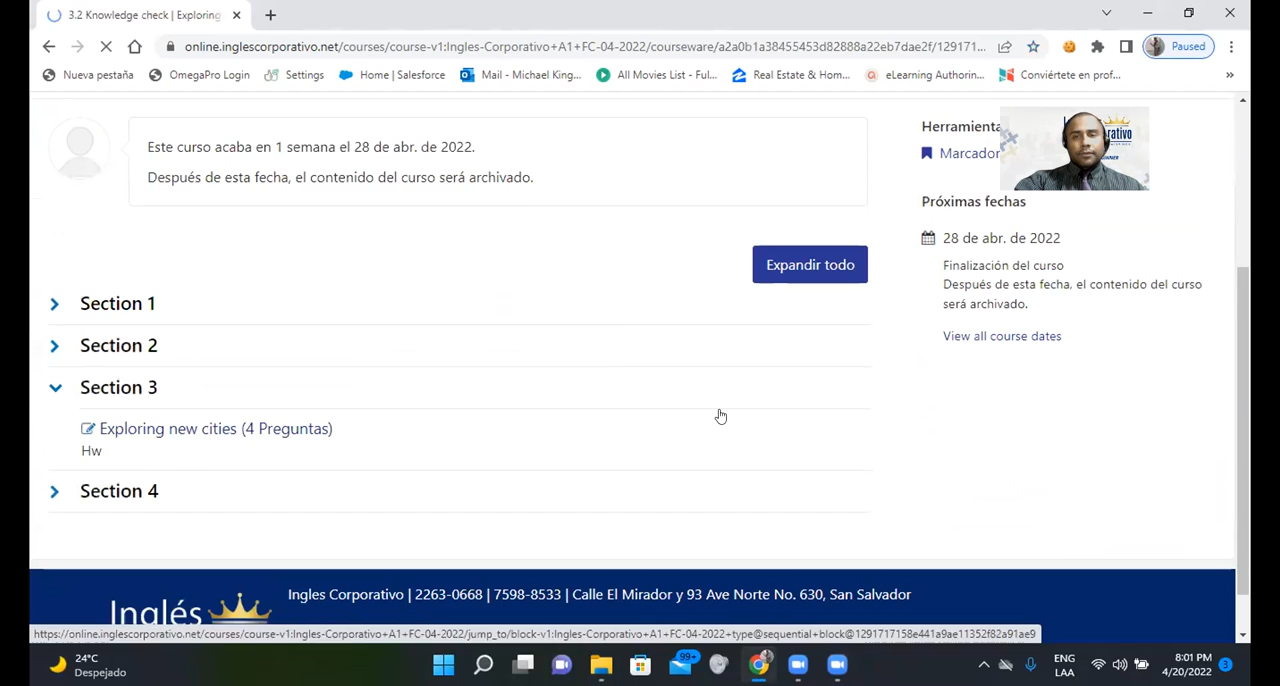 3.2 Knowledge check | Exploring
online.inglescorporativo.net/courses/course-v1:Ingles-Corporativo+A1+FC-04-2022/courseware/a2a0b1a38455453d82888a22eb7dae2f/129171...
Paused
Nueva pestaña OmegaPro Login Settings Home | Salesforce Mail - Michael King... All Movies List - Ful... Real Estate & Hom... eLearning Authorin... Conviértete en prof... »
Este curso acaba en 1 semana el 28 de abr. de 2022.
Después de esta fecha, el contenido del curso será archivado.
Herramienta
Marcador
Próximas fechas
28 de abr. de 2022
Finalización del curso
Después de esta fecha, el contenido del curso
será archivado.
View all course dates
Expandir todo
Section 1
Section 2
Section 3
Exploring new cities (4 Preguntas)
Hw
Section 4
Inglés
Ingles Corporativo | 2263-0668 | 7598-8533 | Calle El Mirador y 93 Ave Norte No. 630, San Salvador
https://online.inglescorporativo.net/courses/course-v1:Ingles-Corporativo+A1+FC-04-2022/jump_to/block-v1:Ingles-Corporativo+A1+FC-04-2022+type@sequential+block@1291717158e441a9ae11352f82a91ae9
24°C
Despejado
99+
ENG
LAA
8:01 PM
4/20/2022
3